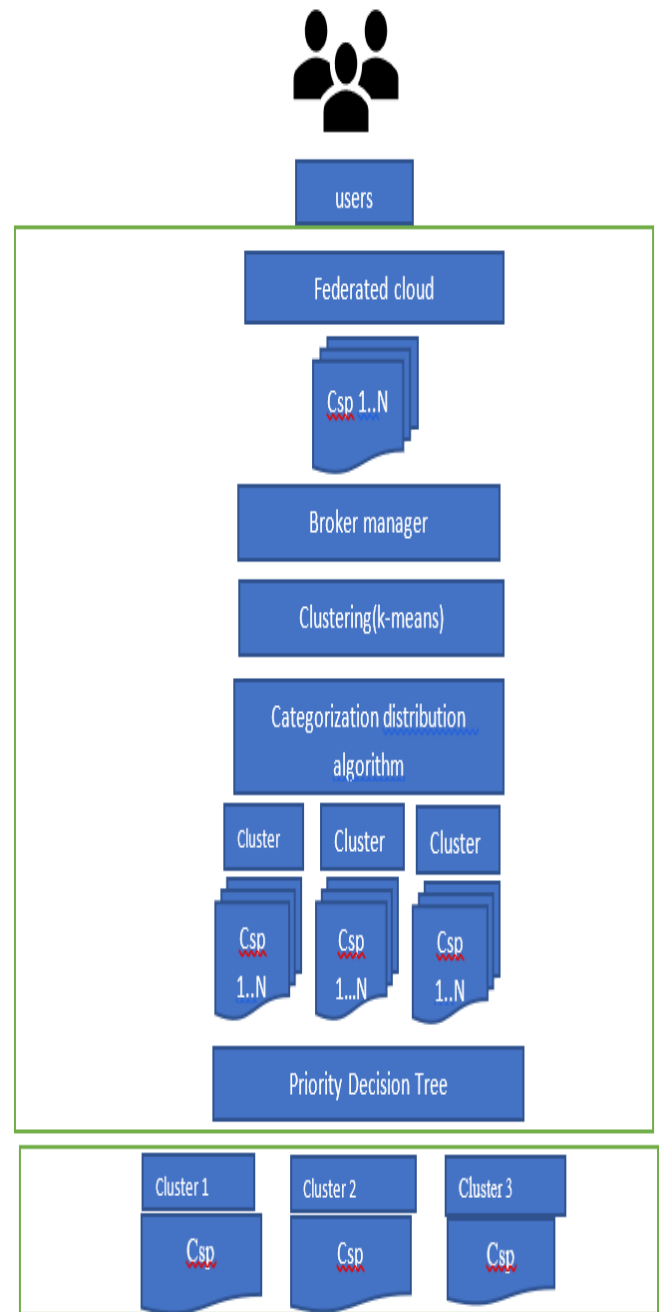 users
Federated cloud
Csp 1..N
Broker manager
Clustering(k-means)
Categorization distribution
algorithm
Cluster
Cluster
Cluster
Csp
1..N
Csp
1...N
Csp
1..N
Priority Decision Tree
Cluster 1
Cluster 2
Cluster 3
Csp
Csp
Csp